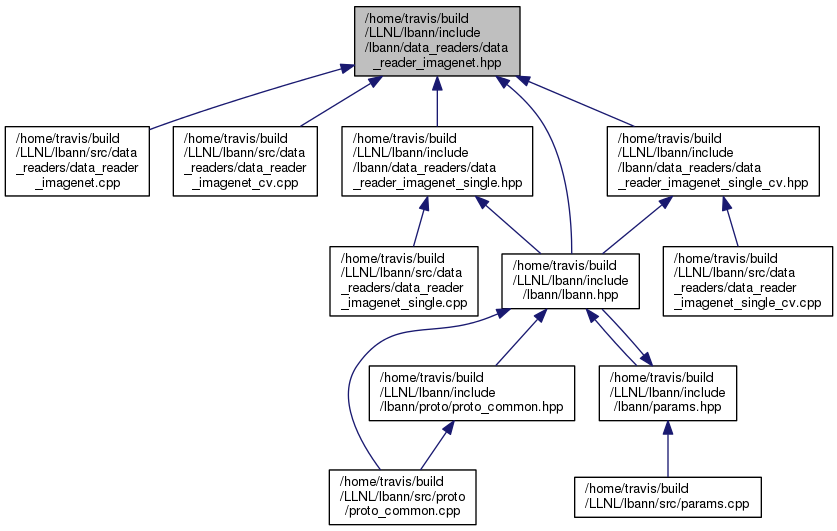 /home/travis/build
/LLNL/lbann/include
/lbann/data_readers/data
_reader_imagenet.hpp
/home/travis/build
/LLNL/lbann/src/data
_readers/data_reader
_imagenet.cpp
/home/travis/build
/LLNL/lbann/src/data
_readers/data_reader
_imagenet_cv.cpp
/home/travis/build
/LLNL/lbann/include
/lbann/data_readers/data
_reader_imagenet_single.hpp
/home/travis/build
/LLNL/lbann/include
/lbann/data_readers/data
_reader_imagenet_single_cv.hpp
/home/travis/build
/LLNL/lbann/src/data
_readers/data_reader
_imagenet_single.cpp
/home/travis/build
/LLNL/lbann/include
/lbann/lbann.hpp
/home/travis/build
/LLNL/lbann/src/data
_readers/data_reader
_imagenet_single_cv.cpp
/home/travis/build
/LLNL/lbann/include
/lbann/proto/proto_common.hpp
/home/travis/build
/LLNL/lbann/include
/lbann/params.hpp
/home/travis/build
/LLNL/lbann/src/proto
/proto_common.cpp
/home/travis/build
/LLNL/lbann/src/params.cpp